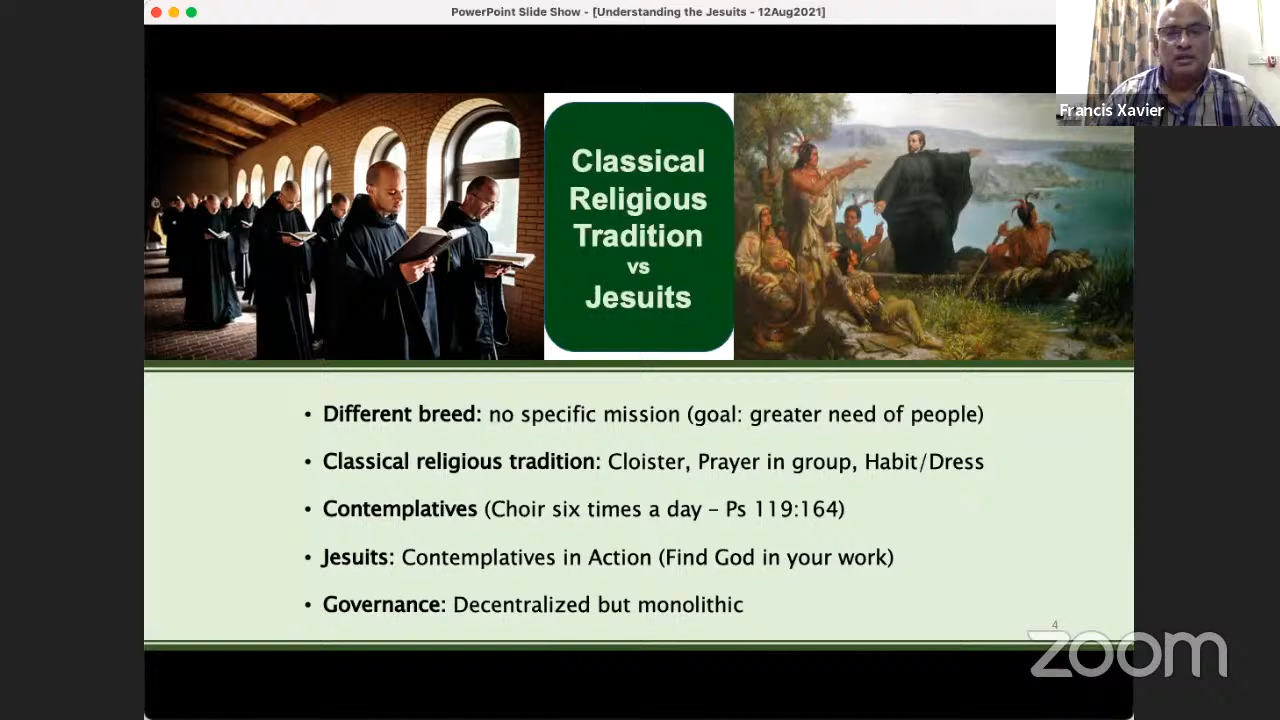 PowerPoint Slide Show - [Understanding the Jesuits - 12Aug2021]
Francis Xavier
Classical
Religious
Tradition
vs
Jesuits
• Different breed: no specific mission (goal: greater need of people)
• Classical religious tradition: Cloister, Prayer in group, Habit/Dress
• Contemplatives (Choir six times a day – Ps 119:164)
• Jesuits: Contemplatives in Action (Find God in your work)
• Governance: Decentralized but monolithic
4
zoom